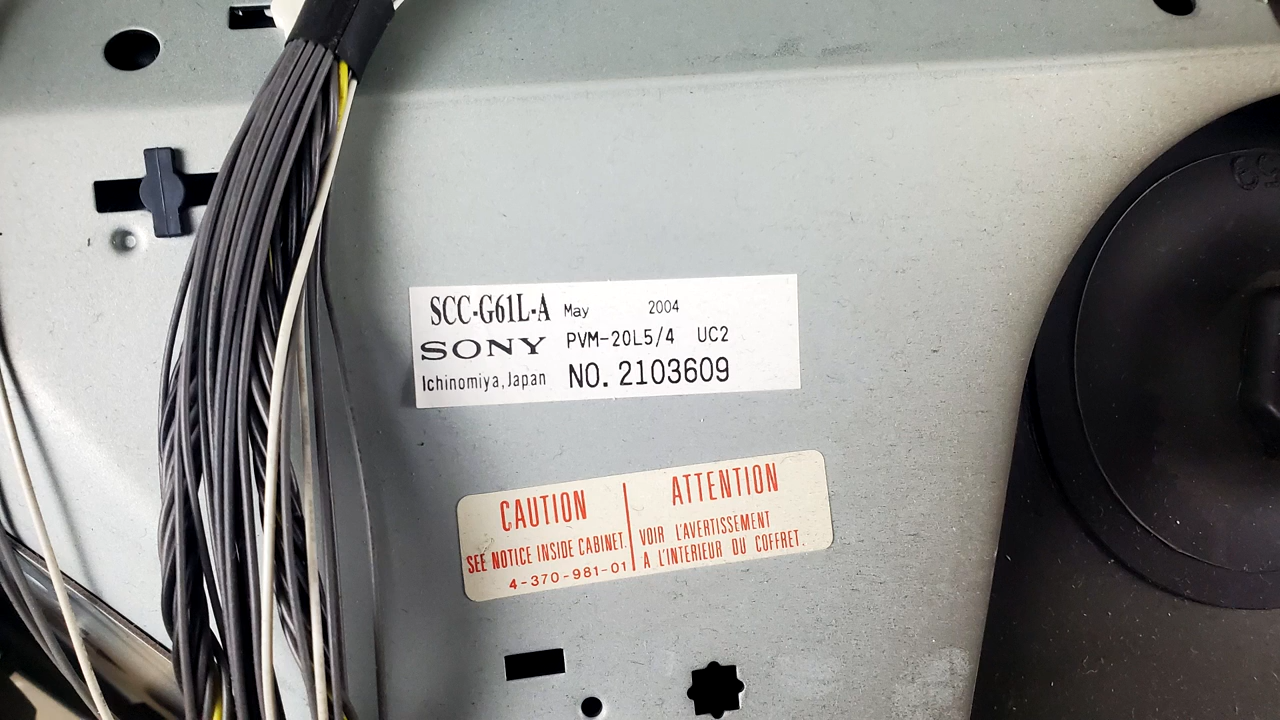 SCC-G61L-A May 2004
SONY PVM-20L5/4 UC2
Ichinomiya,Japan NO. 2103609
CAUTION
SEE NOTICE INSIDE CABINET.
4-370-981-01
ATTENTION
VOIR L'AVERTISSEMENT
A L'INTERIEUR DU COFFRET.